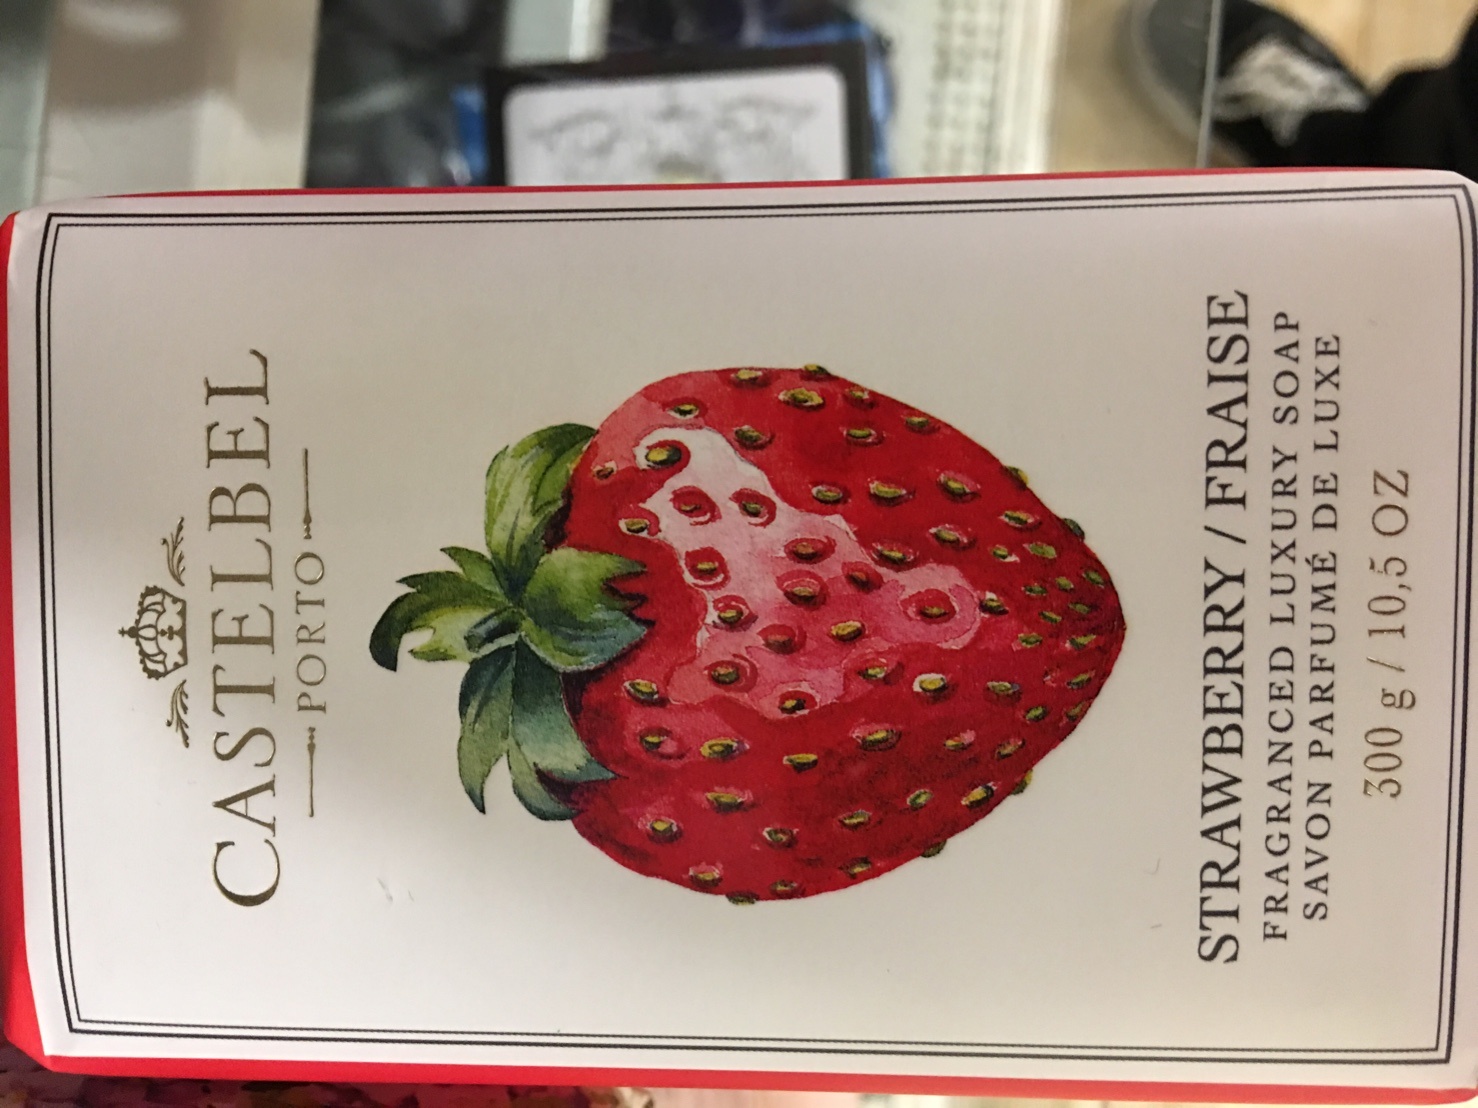 CASTELBEL
PORTO
STRAWBERRY / FRAISE
FRAGRANCED LUXURY SOAP
SAVON PARFUMÉ DE LUXE
300 g / 10,5 OZ